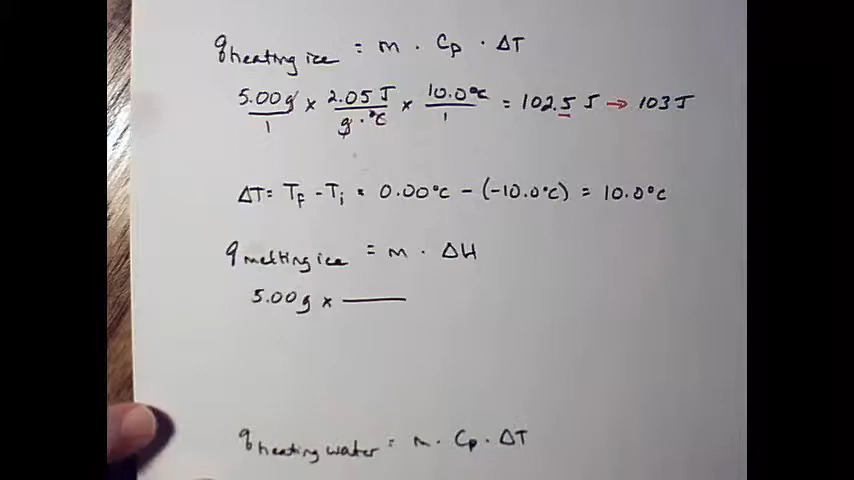 q heating ice = m · Cp · ΔT
5.00g/1 × 2.05 J/g·°C × 10.0°C/1 = 102.5 J → 103 J
ΔT = TF - Ti = 0.00°C - (-10.0°C) = 10.0°C
q melting ice = m · ΔH
5.00g ×
q heating water = m · Cp · ΔT